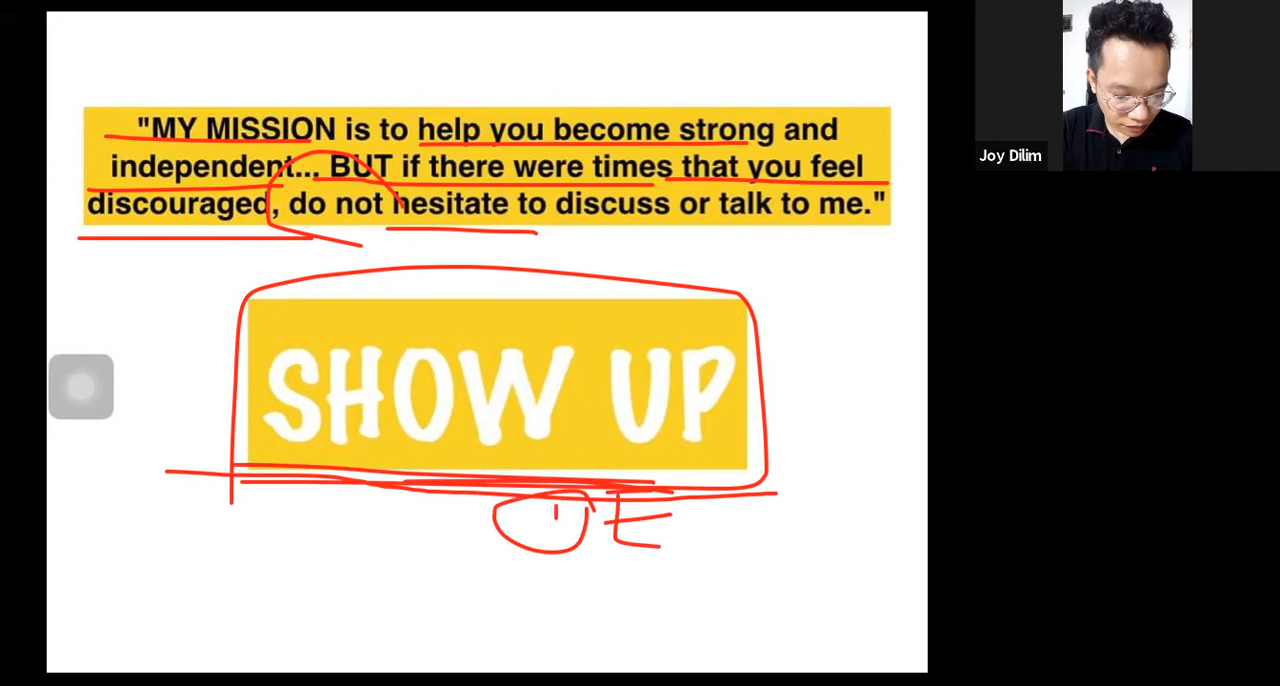 "MY MISSION is to help you become strong and
independent... BUT if there were times that you feel
discouraged, do not hesitate to discuss or talk to me."
SHOW UP
Joy Dilim